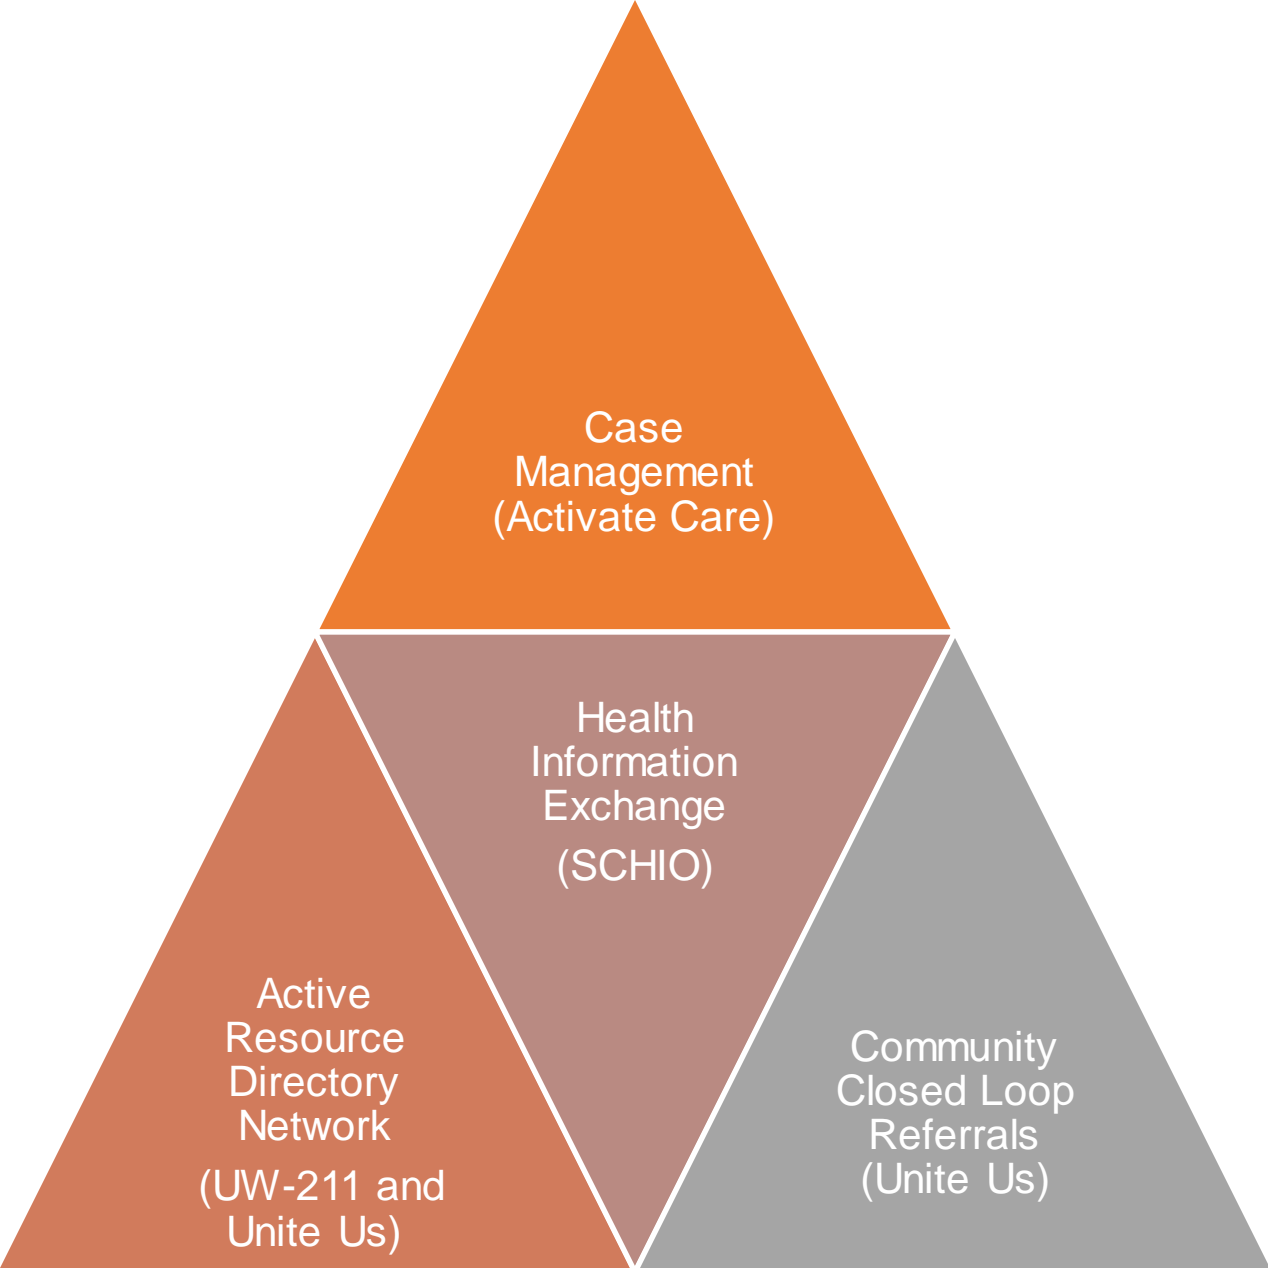 Case
Management
(Activate Care)
Health
Information
Exchange
(SCHIO)
Active
Resource
Directory
Network
(UW-211 and
Unite Us)
Community
Closed Loop
Referrals
(Unite Us)